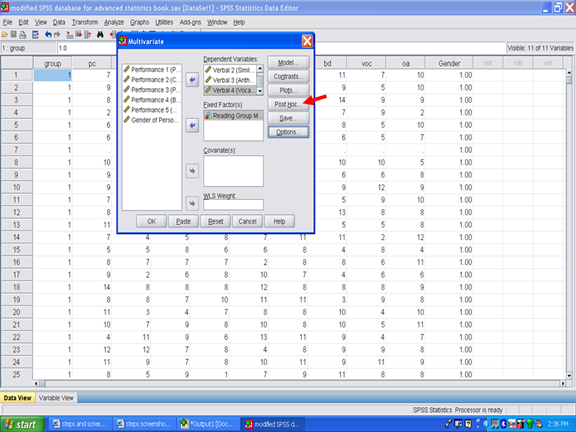 modified SPSS database for advanced statistics book.sav [DataSet1] - SPSS Statistics Data Editor
File Edit View Data Transform Analyze Graphs Utilities Add-ons Window Help
1 : group 1.0 Visible: 11 of 11 Variables
group pc bd voc oa Gender var var var
Multivariate
Dependent Variables:
Performance 1 (P...
Performance 2 (C...
Performance 3 (P...
Performance 4 (B...
Performance 5 (...
Gender of Perso...
Verbal 2 (Simil...
Verbal 3 (Arith...
Verbal 4 (Voca...
Fixed Factor(s):
Reading Group M...
Covariate(s):
WLS Weight:
Model...
Contrasts...
Plots...
Post Hoc...
Save...
Options...
OK Paste Reset Cancel Help
1 1 7 11 7 10 1.00
2 1 9 8 5 10 1.00
3 1 9 14 9 9 1.00
4 1 2 11 9 2 1.00
5 1 6 8 5 10 1.00
6 1 5 6 5 7 1.00
7 1 . . . . 1.00
8 1 10 10 10 5 1.00
9 1 8 6 6 8 1.00
10 1 9 9 12 9 1.00
11 1 7 5 9 10 1.00
12 1 8 13 8 8 1.00
13 1 11 5 5 8 1.00
14 1 7 4 5 8 7 11 11 2 12 1.00
15 1 5 5 8 6 6 8 4 8 4 1.00
16 1 8 7 7 7 2 8 8 6 11 1.00
17 1 9 2 6 8 10 7 4 6 6 1.00
18 1 14 8 8 8 12 8 8 8 11 1.00
19 1 8 8 7 10 11 11 3 9 8 1.00
20 1 11 3 4 7 8 8 10 4 10 1.00
21 1 10 7 9 10 8 8 10 5 11 1.00
22 1 4 11 9 6 13 11 9 4 7 1.00
23 1 12 12 7 8 4 8 9 9 8 1.00
24 1 11 9 7 8 10 11 9 11 9 1.00
25 1 8 5 9 1 7 9 11 8 8 1.00
Data View Variable View
SPSS Statistics Processor is ready
start steps and scree... steps screensho... *Output1 [Doc... modified SPSS d... 2:36 PM